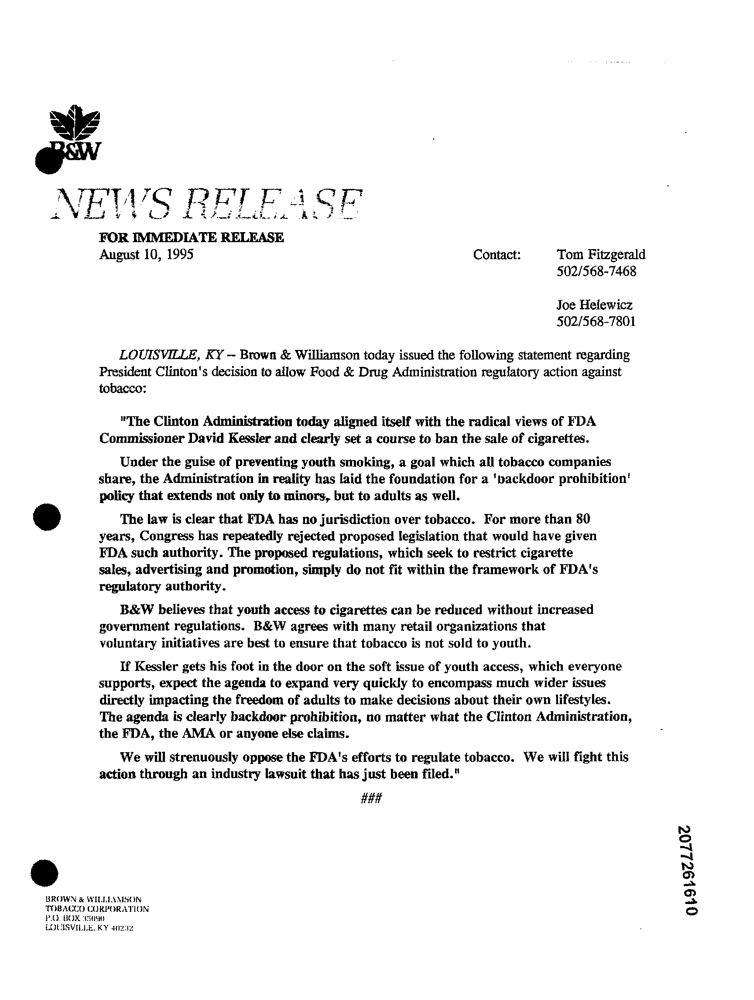 B&W
NEWS RELEASE
FOR IMMEDIATE RELEASE
August 10, 1995
Contact: Tom Fitzgerald
502/568-7468
Joe Helewicz
502/568-7801
LOUISVILLE, KY -- Brown & Williamson today issued the following statement regarding
President Clinton's decision to allow Food & Drug Administration regulatory action against
tobacco:
"The Clinton Administration today aligned itself with the radical views of FDA
Commissioner David Kessler and clearly set a course to ban the sale of cigarettes.
Under the guise of preventing youth smoking, a goal which all tobacco companies
share, the Administration in reality has laid the foundation for a 'backdoor prohibition'
policy that extends not only to minors, but to adults as well.
The law is clear that FDA has no jurisdiction over tobacco. For more than 80
years, Congress has repeatedly rejected proposed legislation that would have given
FDA such authority. The proposed regulations, which seek to restrict cigarette
sales, advertising and promotion, simply do not fit within the framework of FDA's
regulatory authority.
B&W believes that youth access to cigarettes can be reduced without increased
government regulations. B&W agrees with many retail organizations that
voluntary initiatives are best to ensure that tobacco is not sold to youth.
If Kessler gets his foot in the door on the soft issue of youth access, which everyone
supports, expect the agenda to expand very quickly to encompass much wider issues
directly impacting the freedom of adults to make decisions about their own lifestyles.
The agenda is clearly backdoor prohibition, no matter what the Clinton Administration,
the FDA, the AMA or anyone else claims.
We will strenuously oppose the FDA's efforts to regulate tobacco. We will fight this
action through an industry lawsuit that has just been filed."
###
2077261610
BROWN & WILLIAMSON
TOBACCO CORPORATION
P.O. BOX 35090
LOUISVILLE, KY 40232